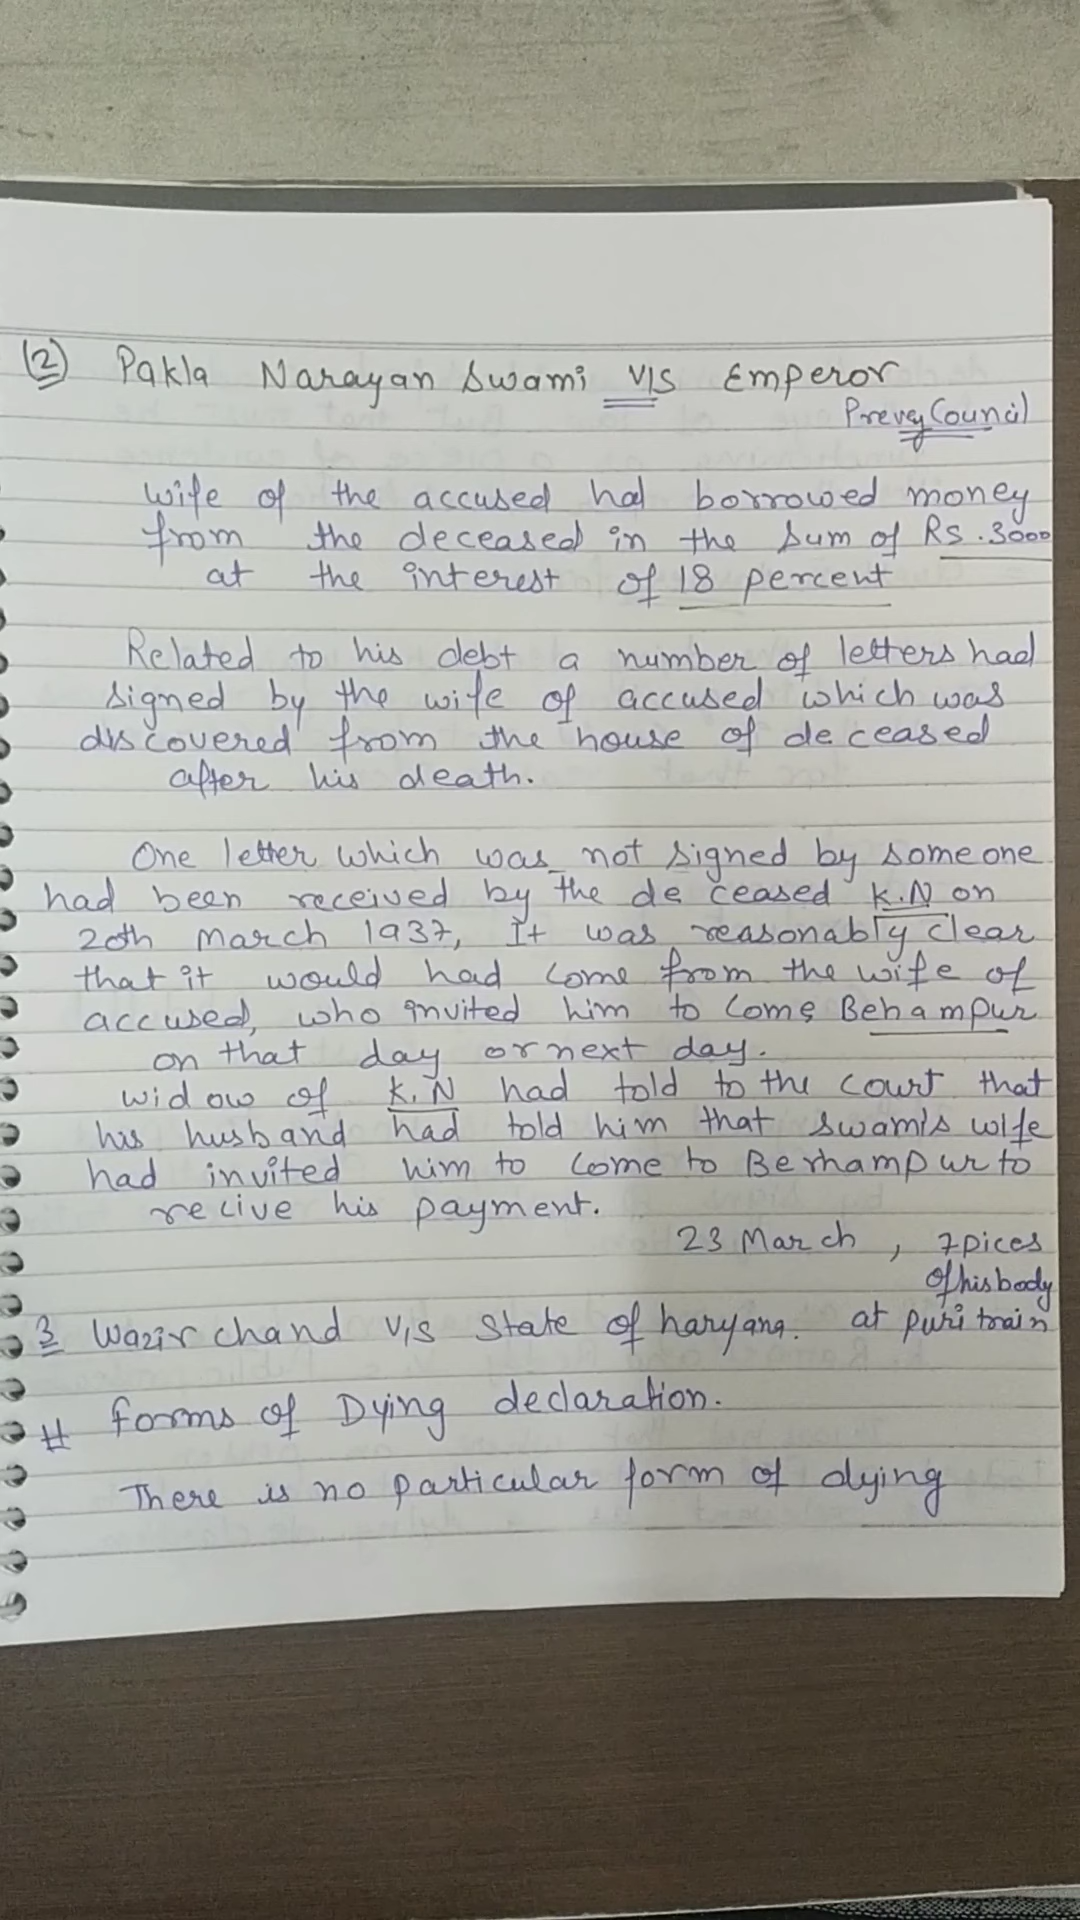 (2) Pakla Narayan Swami V/S Emperor
Prevey Council
wife of the accused had borrowed money
from the deceased in the sum of RS.3000
at the interest of 18 percent
Related to his debt a number of letters had
signed by the wife of accused which was
discovered from the house of deceased
after his death.
One letter which was not signed by someone
had been received by the deceased K.N on
20th March 1937, It was reasonably clear
that it would had come from the wife of
accused, who invited him to come Behampur
on that day or next day.
widow of K.N had told to the court that
his husband had told him that swami's wife
had invited him to come to Berhampur to
recive his payment.
23 March, 7 pices
of his body
3 Wazir chand V/S State of haryana. at puri train
# forms of Dying declaration.
There is no particular form of dying